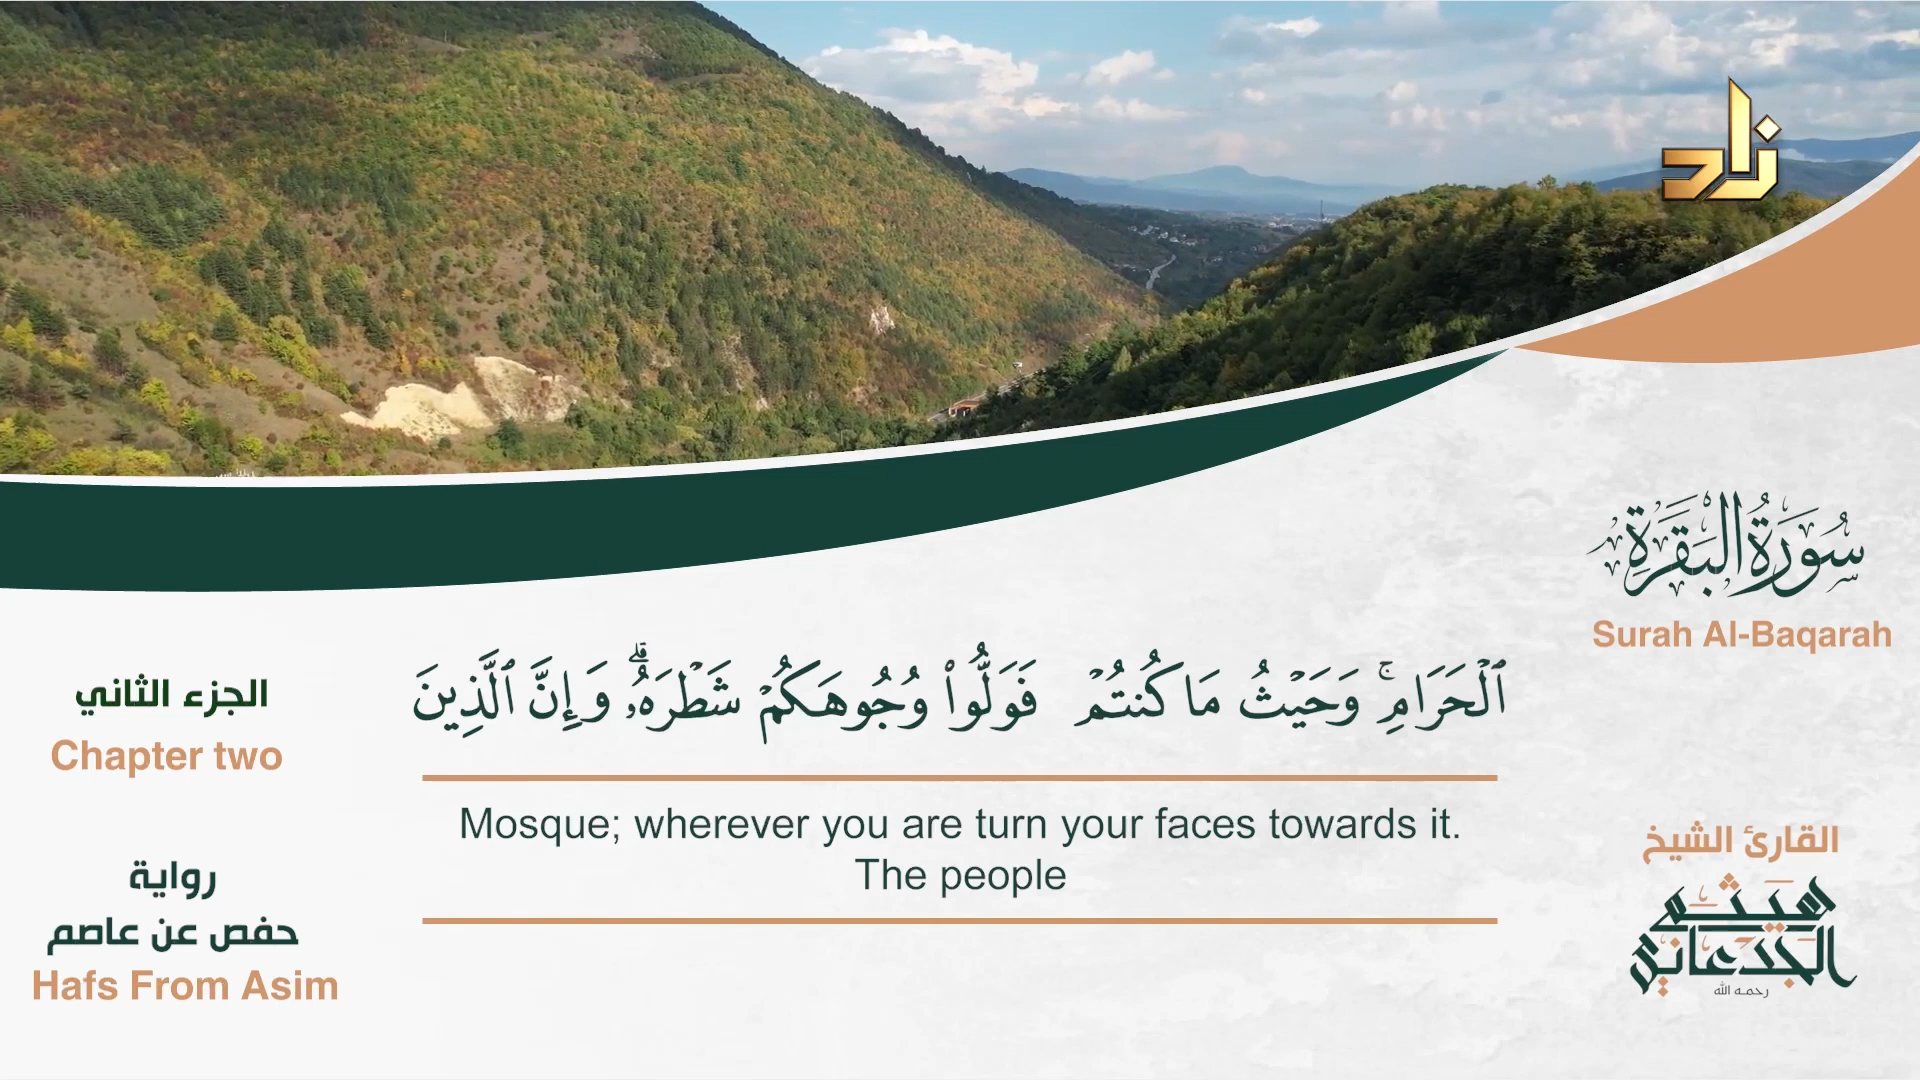 زاد
سُورَةُ البَقَرَةِ
Surah Al-Baqarah
ٱلْحَرَامِۚ وَحَيْثُ مَا كُنتُمْ فَوَلُّوا۟ وُجُوهَكُمْ شَطْرَهُۥۗ وَإِنَّ ٱلَّذِينَ
الجزء الثاني
Chapter two
Mosque; wherever you are turn your faces towards it.
The people
رواية
حفص عن عاصم
Hafs From Asim
القارئ الشيخ
هيثم
الجدعاني
رحمه الله